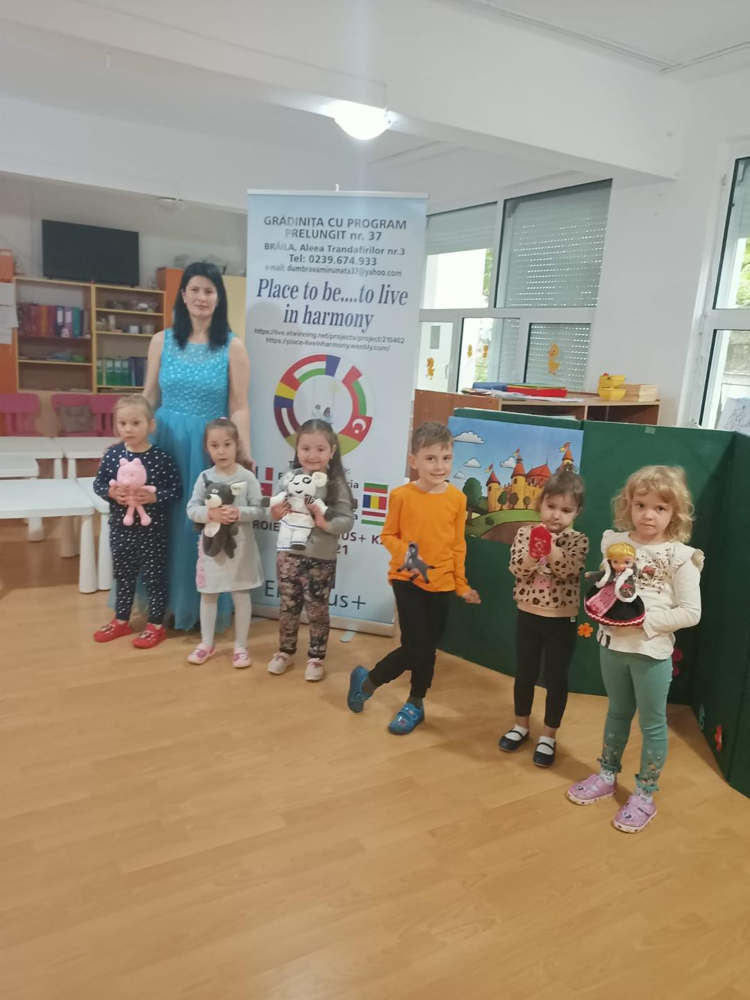 GRĂDINIȚA CU PROGRAM
PRELUNGIT nr. 37
BRĂILA, Aleea Trandafirilor nr.3
Tel: 0239.674.933
e-mail: dumbravaminunata37@yahoo.com
Place to be....to live
in harmony
https://live.etwinning.net/projects/project/210462
https://place-liveinharmony.weebly.com/